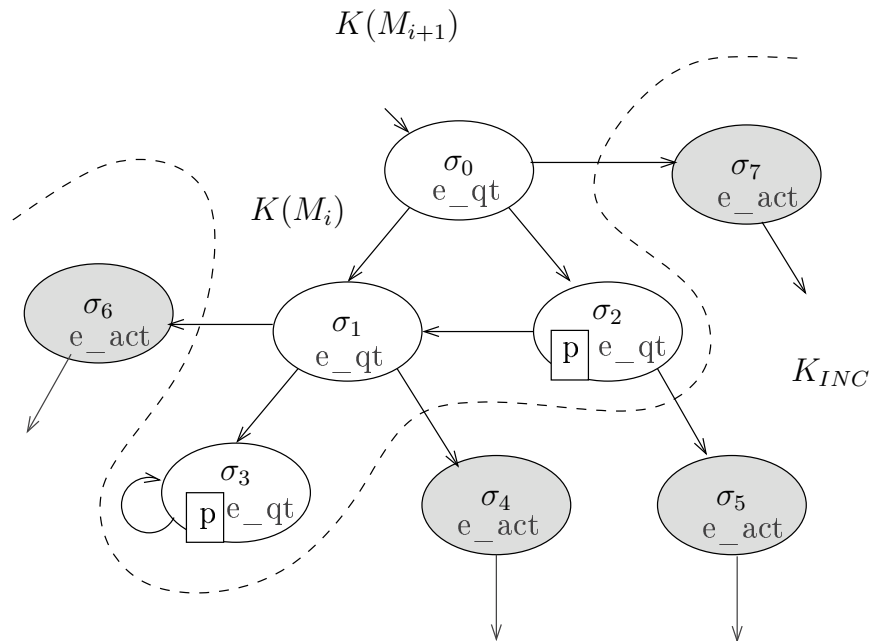 K(M_{i+1})
σ_0
e_qt
σ_7
e_act
K(M_i)
σ_6
e_act
σ_1
e_qt
σ_2
p e_qt
K_{INC}
σ_3
p e_qt
σ_4
e_act
σ_5
e_act